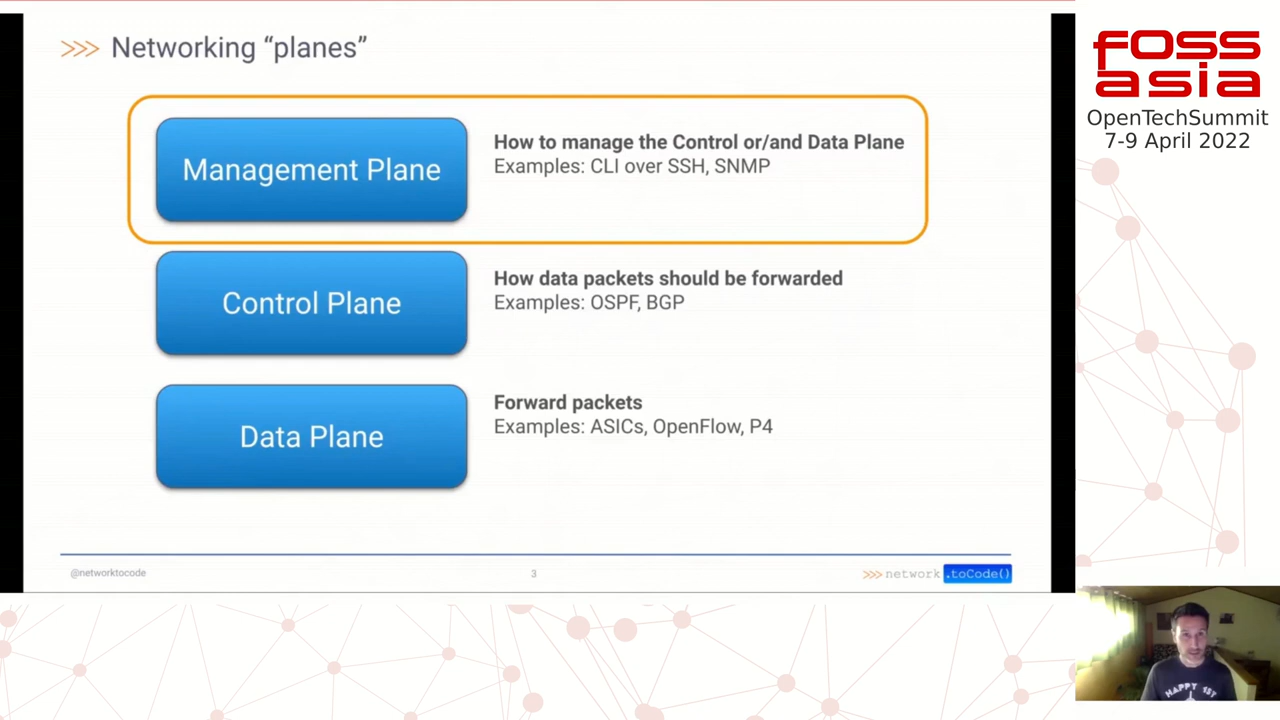 >>> Networking “planes”
Management Plane
How to manage the Control or/and Data Plane
Examples: CLI over SSH, SNMP
Control Plane
How data packets should be forwarded
Examples: OSPF, BGP
Data Plane
Forward packets
Examples: ASICs, OpenFlow, P4
@networktocode
3
>>> network .toCode()
fOSS
asia
OpenTechSummit
7-9 April 2022
HAPPY 1ST